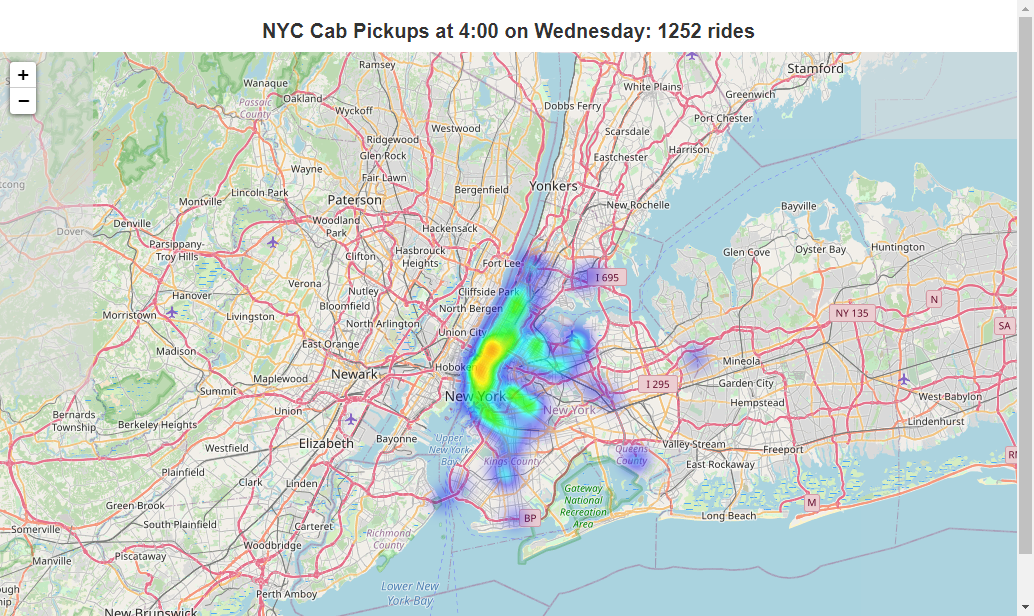 NYC Cab Pickups at 4:00 on Wednesday: 1252 rides
+
−
Ramsey
Stamford
Wanaque
White Plains
Greenwich
Oakland
Passaic
County
Wyckoff
Dobbs Ferry
Port Chester
Westwood
Scarsdale
Ridgewood
Harrison
Glen Rock
Eastchester
Wayne
Fair Lawn
Lincoln Park
Bergenfield
Yonkers
Montville
Paterson
New Rochelle
Bayville
Denville
Woodland
Park
Hackensack
Dover
Parsippany-
Troy Hills
Clifton
Hasbrouck
Heights
Fort Lee
Glen Cove
Oyster Bay
Huntington
I 695
Verona
Nutley
Cliffside Park
Hanover
Bloomfield
North Bergen
N
Morristown
Livingston
North Arlington
NY 135
Union City
SA
East Orange
Madison
Mineola
Newark
Hoboken
Maplewood
I 295
Garden City
Summit
New York
West Babylon
Bernards
Township
Union
New York
Hempstead
Berkeley Heights
Lindenhurst
Elizabeth
Bayonne
Upper
New York
Bay
Valley Stream
Freeport
Westfield
Queens
County
Kings County
East Rockaway
Plainfield
Clark
Linden
Gateway
National
Recreation
Area
M
Green Brook
BP
Long Beach
South Plainfield
Carteret
Somerville
Richmond
County
Woodbridge
Piscataway
Manville
Perth Amboy
Lower New
York Bay
New Brunswick